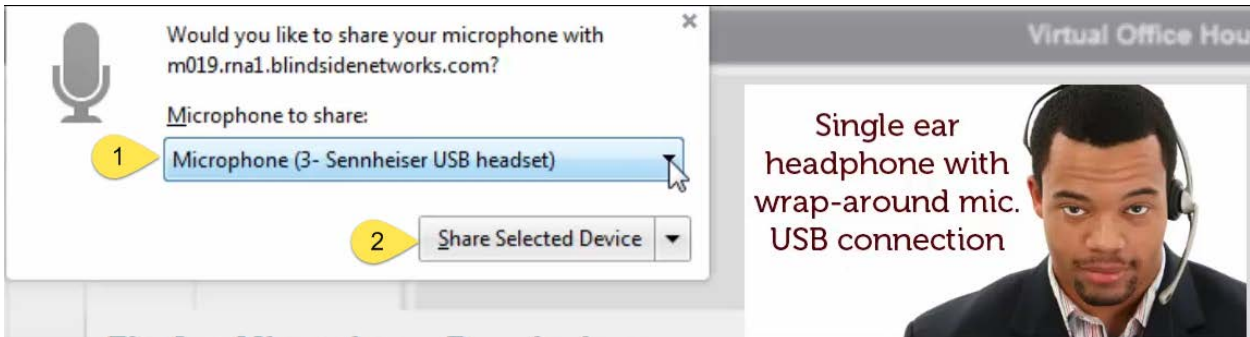 Would you like to share your microphone with
m019.rna1.blindsidenetworks.com?
Microphone to share:
1
Microphone (3- Sennheiser USB headset)
2
Share Selected Device
Virtual Office Hou
Single ear
headphone with
wrap-around mic.
USB connection